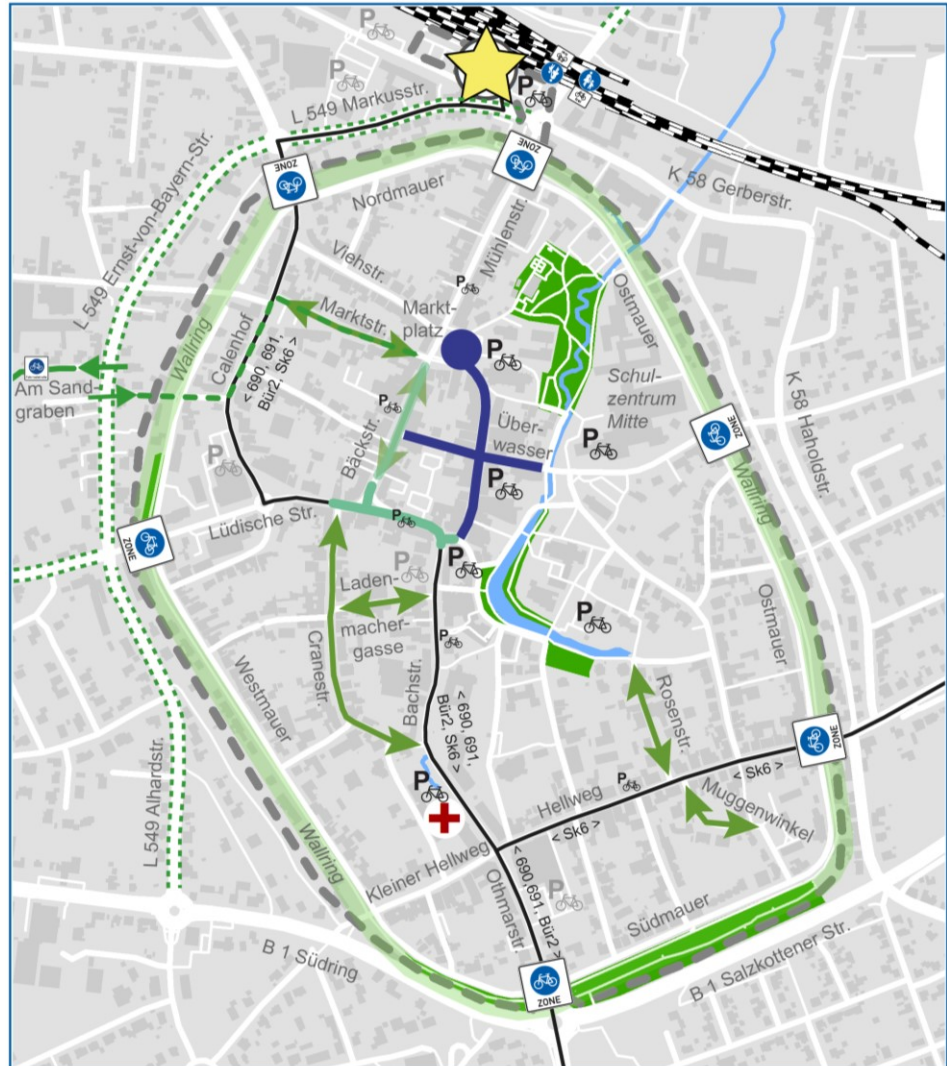 P
P
P
L 549 Markusstr.
ZONE
ZONE
K 58 Gerberstr.
Nordmauer
L 549 Ernst-von-Bayern-Str.
Viehstr.
Mühlenstr.
Ostmauer
Wallring
Calenhof
< 690, 691,
Bür2, Sk6 >
Marktstr.
Markt-
platz
P
P
Am Sand-
graben
Schul-
zentrum
Mitte
K 58 Haholdstr.
P
Bäckstr.
Über-
wasser
P
P
P
ZONE
Wallring
Lüdische Str.
P
ZONE
P
P
Laden-
macher-
gasse
Cranestr.
P
P
Ostmauer
Westmauer
Bachstr.
< 690, 691,
Bür2, Sk6 >
Rosenstr.
ZONE
L 549 Alhardstr.
P
P
Hellweg
< Sk6 >
< Sk6 >
Muggenwinkel
Wallring
Kleiner Hellweg
Othmarstr.
< 690,691, Bür2 >
P
Südmauer
B 1 Südring
B 1 Salzkottener Str.
ZONE